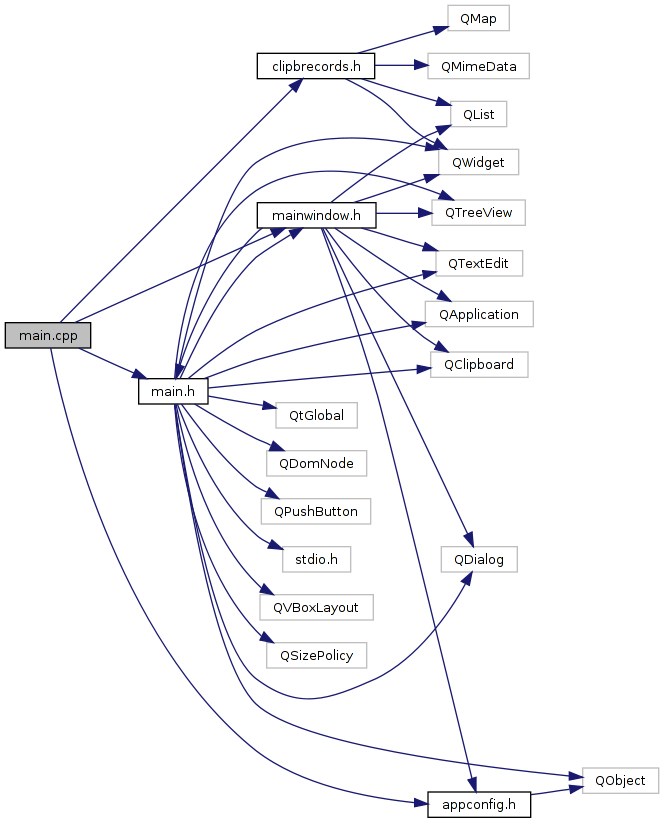 QMap
clipbrecords.h
QMimeData
QList
QWidget
mainwindow.h
QTreeView
QTextEdit
QApplication
main.cpp
QClipboard
main.h
QtGlobal
QDomNode
QPushButton
stdio.h
QDialog
QVBoxLayout
QSizePolicy
QObject
appconfig.h